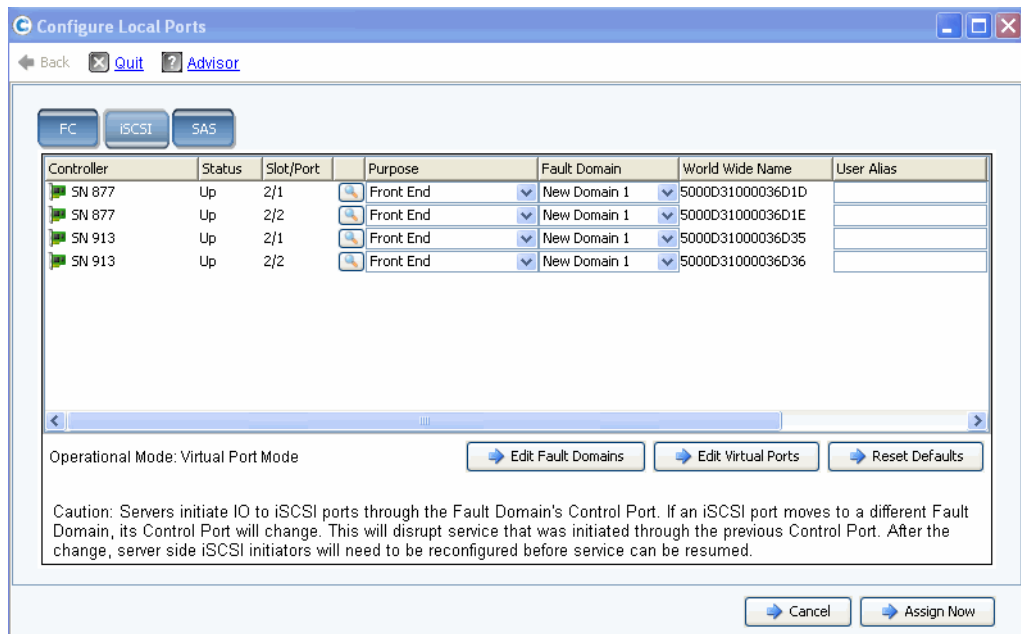 Configure Local Ports
Back Quit Advisor
FC iSCSI SAS
Controller Status Slot/Port Purpose Fault Domain World Wide Name User Alias
SN 877 Up 2/1 Front End New Domain 1 5000D31000036D1D
SN 877 Up 2/2 Front End New Domain 1 5000D31000036D1E
SN 913 Up 2/1 Front End New Domain 1 5000D31000036D35
SN 913 Up 2/2 Front End New Domain 1 5000D31000036D36
Operational Mode: Virtual Port Mode Edit Fault Domains Edit Virtual Ports Reset Defaults
Caution: Servers initiate IO to iSCSI ports through the Fault Domain's Control Port. If an iSCSI port moves to a different Fault
Domain, its Control Port will change. This will disrupt service that was initiated through the previous Control Port. After the
change, server side iSCSI initiators will need to be reconfigured before service can be resumed.
Cancel Assign Now